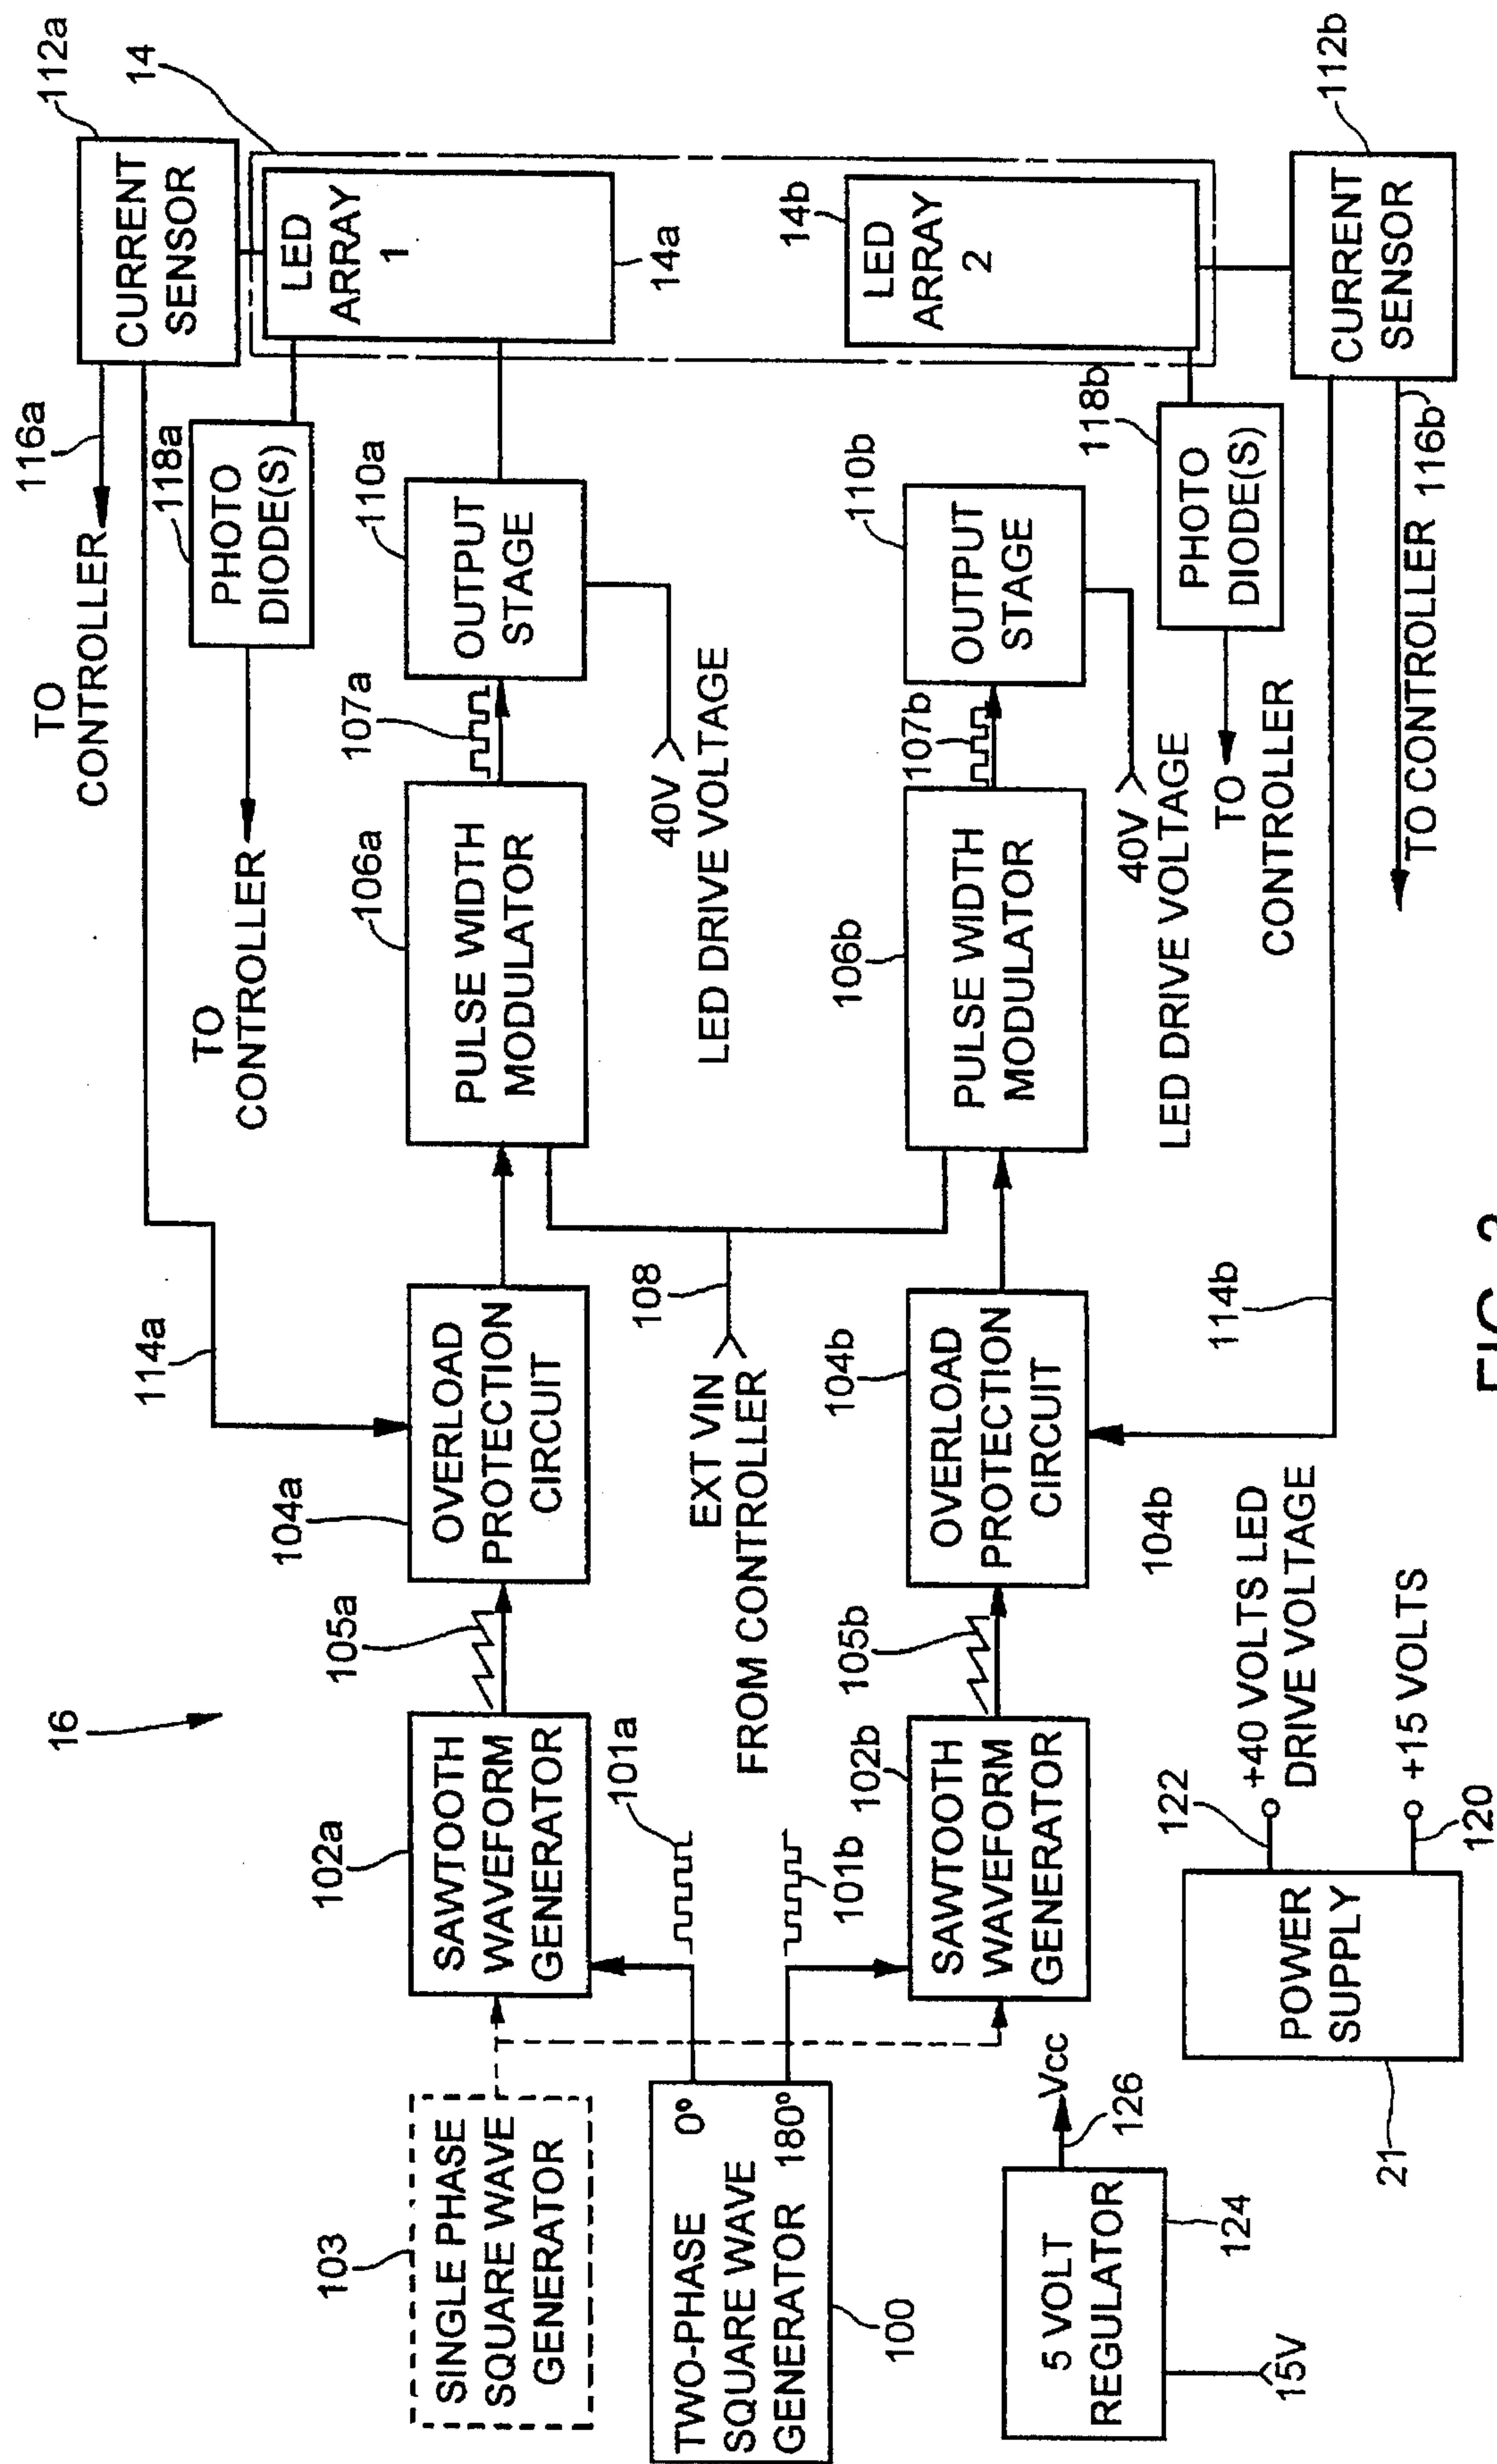 16
103
SINGLE PHASE
SQUARE WAVE
GENERATOR
TWO-PHASE 0°
SQUARE WAVE
GENERATOR 180°
100
102a
SAWTOOTH
WAVEFORM
GENERATOR
101a
101b
102b
SAWTOOTH
WAVEFORM
GENERATOR
105a
105b
104a
OVERLOAD
PROTECTION
CIRCUIT
114a
EXT VIN
FROM CONTROLLER
108
104b
OVERLOAD
PROTECTION
CIRCUIT
104b
114b
106a
PULSE WIDTH
MODULATOR
107a
106b
PULSE WIDTH
MODULATOR
107b
110a
OUTPUT
STAGE
40V
LED DRIVE VOLTAGE
110b
OUTPUT
STAGE
40V
LED DRIVE VOLTAGE
TO
CONTROLLER
116a
TO
CONTROLLER
118a
PHOTO
DIODE(S)
112a
CURRENT
SENSOR
14
LED
ARRAY
1
14a
14b
LED
ARRAY
2
118b
PHOTO
DIODE(S)
TO
CONTROLLER
112b
CURRENT
SENSOR
116b
TO CONTROLLER
5 VOLT
REGULATOR
15V
124
126
Vcc
POWER
SUPPLY
21
122
+40 VOLTS LED
DRIVE VOLTAGE
+15 VOLTS
120